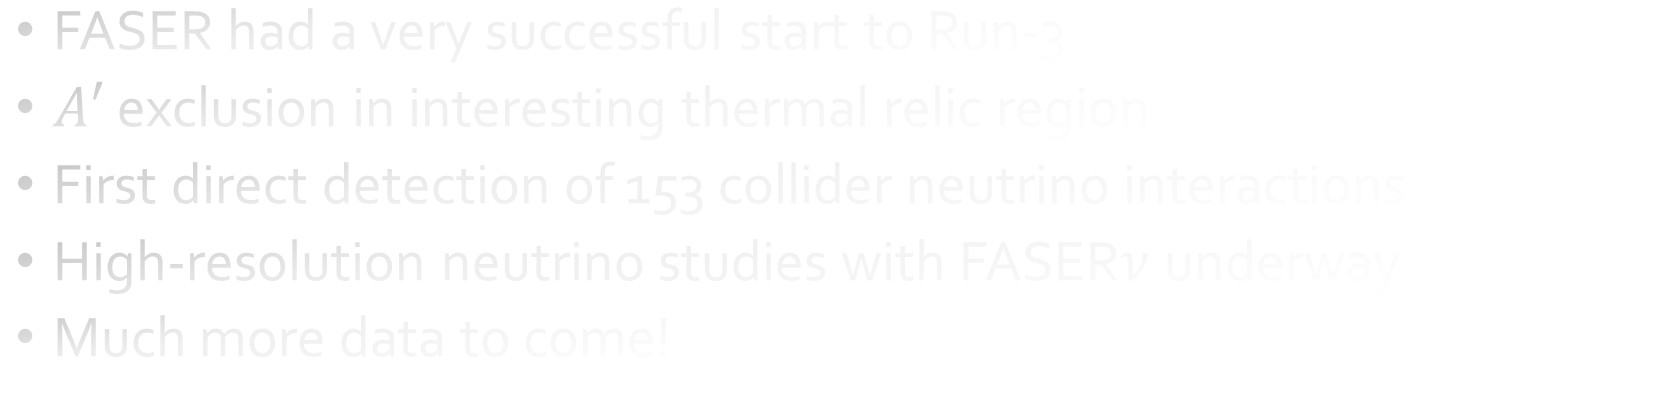 • FASER had a very successful start to Run-3
• A′ exclusion in interesting thermal relic region
• First direct detection of 153 collider neutrino interactions
• High-resolution neutrino studies with FASERν underway
• Much more data to come!